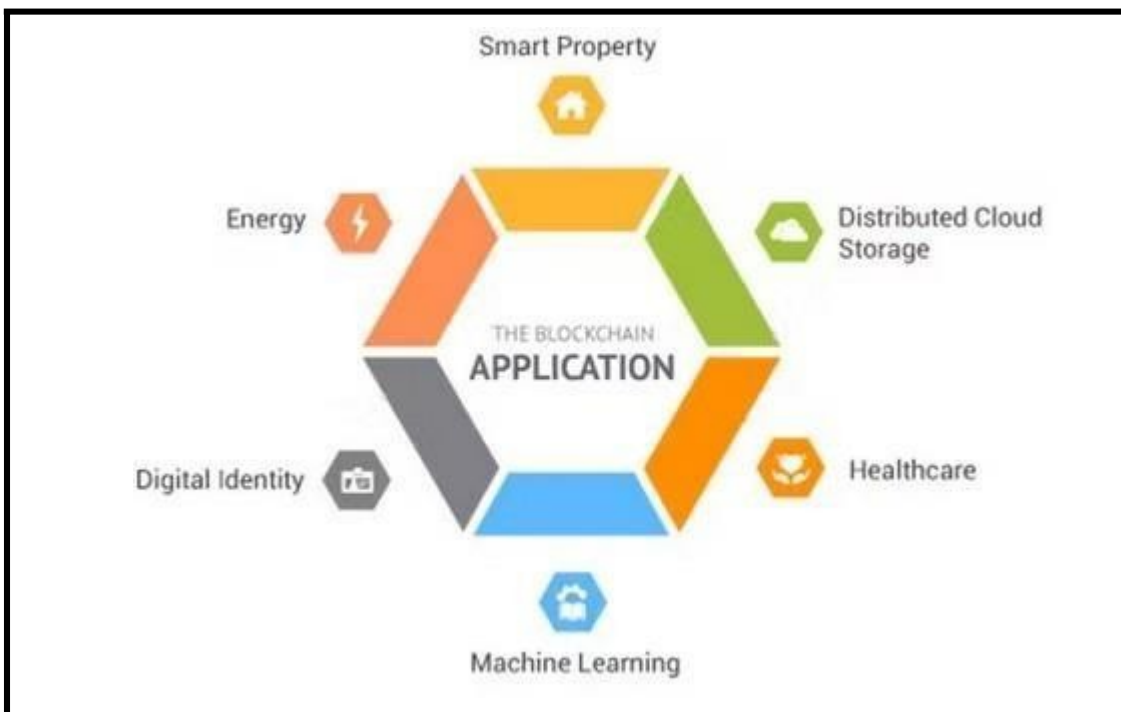 Smart Property
Energy
Distributed Cloud
Storage
THE BLOCKCHAIN
APPLICATION
Digital Identity
Healthcare
Machine Learning